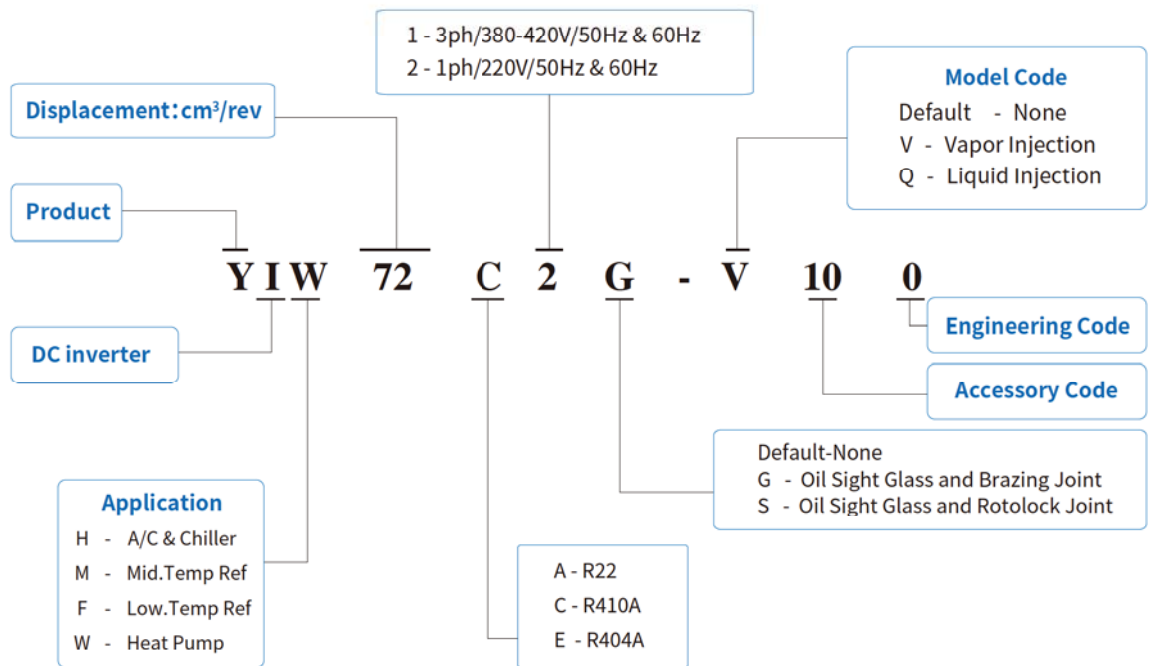 1 - 3ph/380-420V/50Hz & 60Hz
2 - 1ph/220V/50Hz & 60Hz
Displacement:cm³/rev
Model Code
Default - None
V - Vapor Injection
Q - Liquid Injection
Product
Y I W 72 C 2 G - V 10 0
DC inverter
Engineering Code
Accessory Code
Default-None
G - Oil Sight Glass and Brazing Joint
S - Oil Sight Glass and Rotolock Joint
Application
H - A/C & Chiller
M - Mid.Temp Ref
F - Low.Temp Ref
W - Heat Pump
A - R22
C - R410A
E - R404A